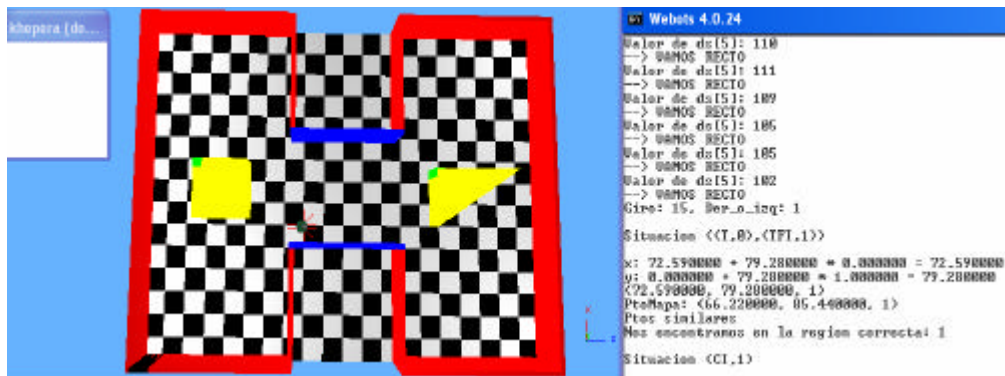 khepera (do...
Webots 4.0.24
Valor de ds[5]: 110
--> VAMOS RECTO
Valor de ds[5]: 111
--> VAMOS RECTO
Valor de ds[5]: 109
--> VAMOS RECTO
Valor de ds[5]: 105
--> VAMOS RECTO
Valor de ds[5]: 105
--> VAMOS RECTO
Valor de ds[5]: 102
--> VAMOS RECTO
Giro: 15, Der_o_izq: 1
Situacion ((T,0),(TFI,1))
x: 72.590000 + 79.280000 * 0.000000 = 72.590000
y: 0.000000 + 79.280000 * 1.000000 = 79.280000
(72.590000, 79.280000, 1)
PtoMapa: (66.220000, 85.440000, 1)
Ptos similares
Nos encontramos en la region correcta: 1
Situacion (CI,1)